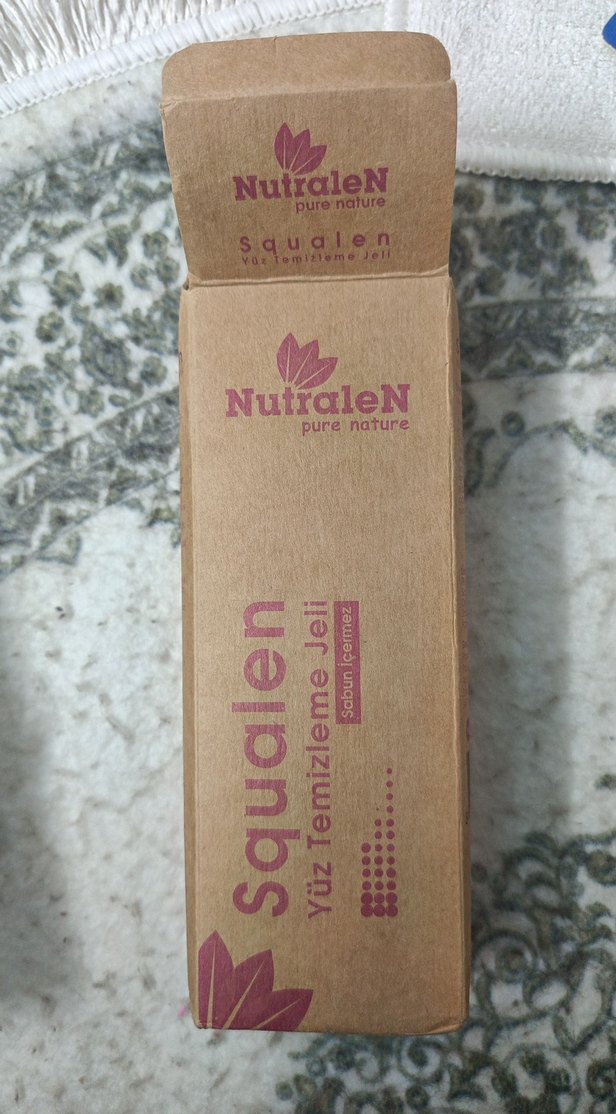 NutraleN
pure nature
Squalen
Yüz Temizleme Jeli
NutraleN
pure nature
Squalen
Yüz Temizleme Jeli
Sabun İçermez